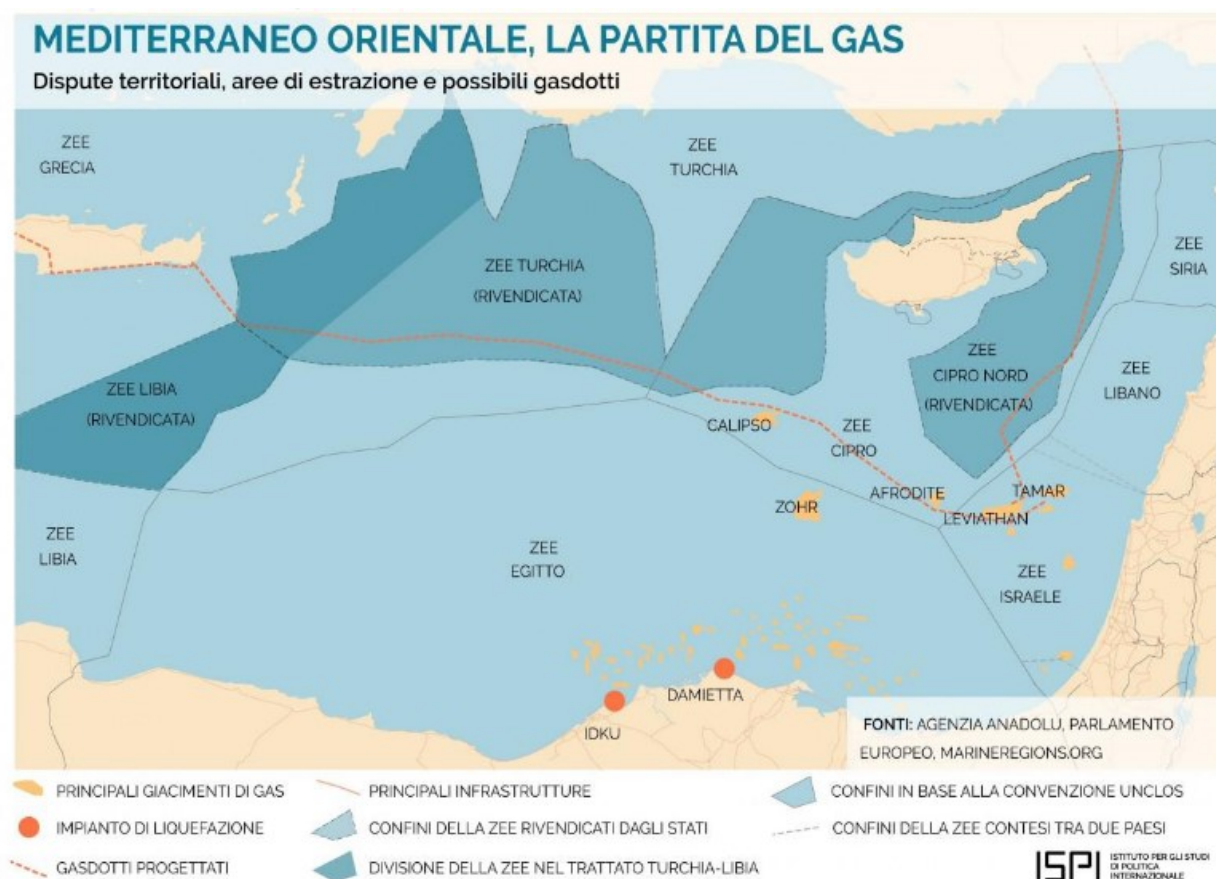 MEDITERRANEO ORIENTALE, LA PARTITA DEL GAS
Dispute territoriali, aree di estrazione e possibili gasdotti
ZEE
GRECIA
ZEE
TURCHIA
ZEE TURCHIA
(RIVENDICATA)
ZEE
SIRIA
ZEE LIBIA
(RIVENDICATA)
ZEE
CIPRO NORD
(RIVENDICATA)
ZEE
LIBANO
CALIPSO
ZEE
CIPRO
ZOHR
AFRODITE
TAMAR
LEVIATHAN
ZEE
LIBIA
ZEE
EGITTO
ZEE
ISRAELE
DAMIETTA
IDKU
FONTI: AGENZIA ANADOLU, PARLAMENTO
EUROPEO, MARINEREGIONS.ORG
PRINCIPALI GIACIMENTI DI GAS
PRINCIPALI INFRASTRUTTURE
CONFINI IN BASE ALLA CONVENZIONE UNCLOS
IMPIANTO DI LIQUEFAZIONE
CONFINI DELLA ZEE RIVENDICATI DAGLI STATI
CONFINI DELLA ZEE CONTESI TRA DUE PAESI
GASDOTTI PROGETTATI
DIVISIONE DELLA ZEE NEL TRATTATO TURCHIA-LIBIA
ISPI
ISTITUTO PER GLI STUDI
DI POLITICA
INTERNAZIONALE